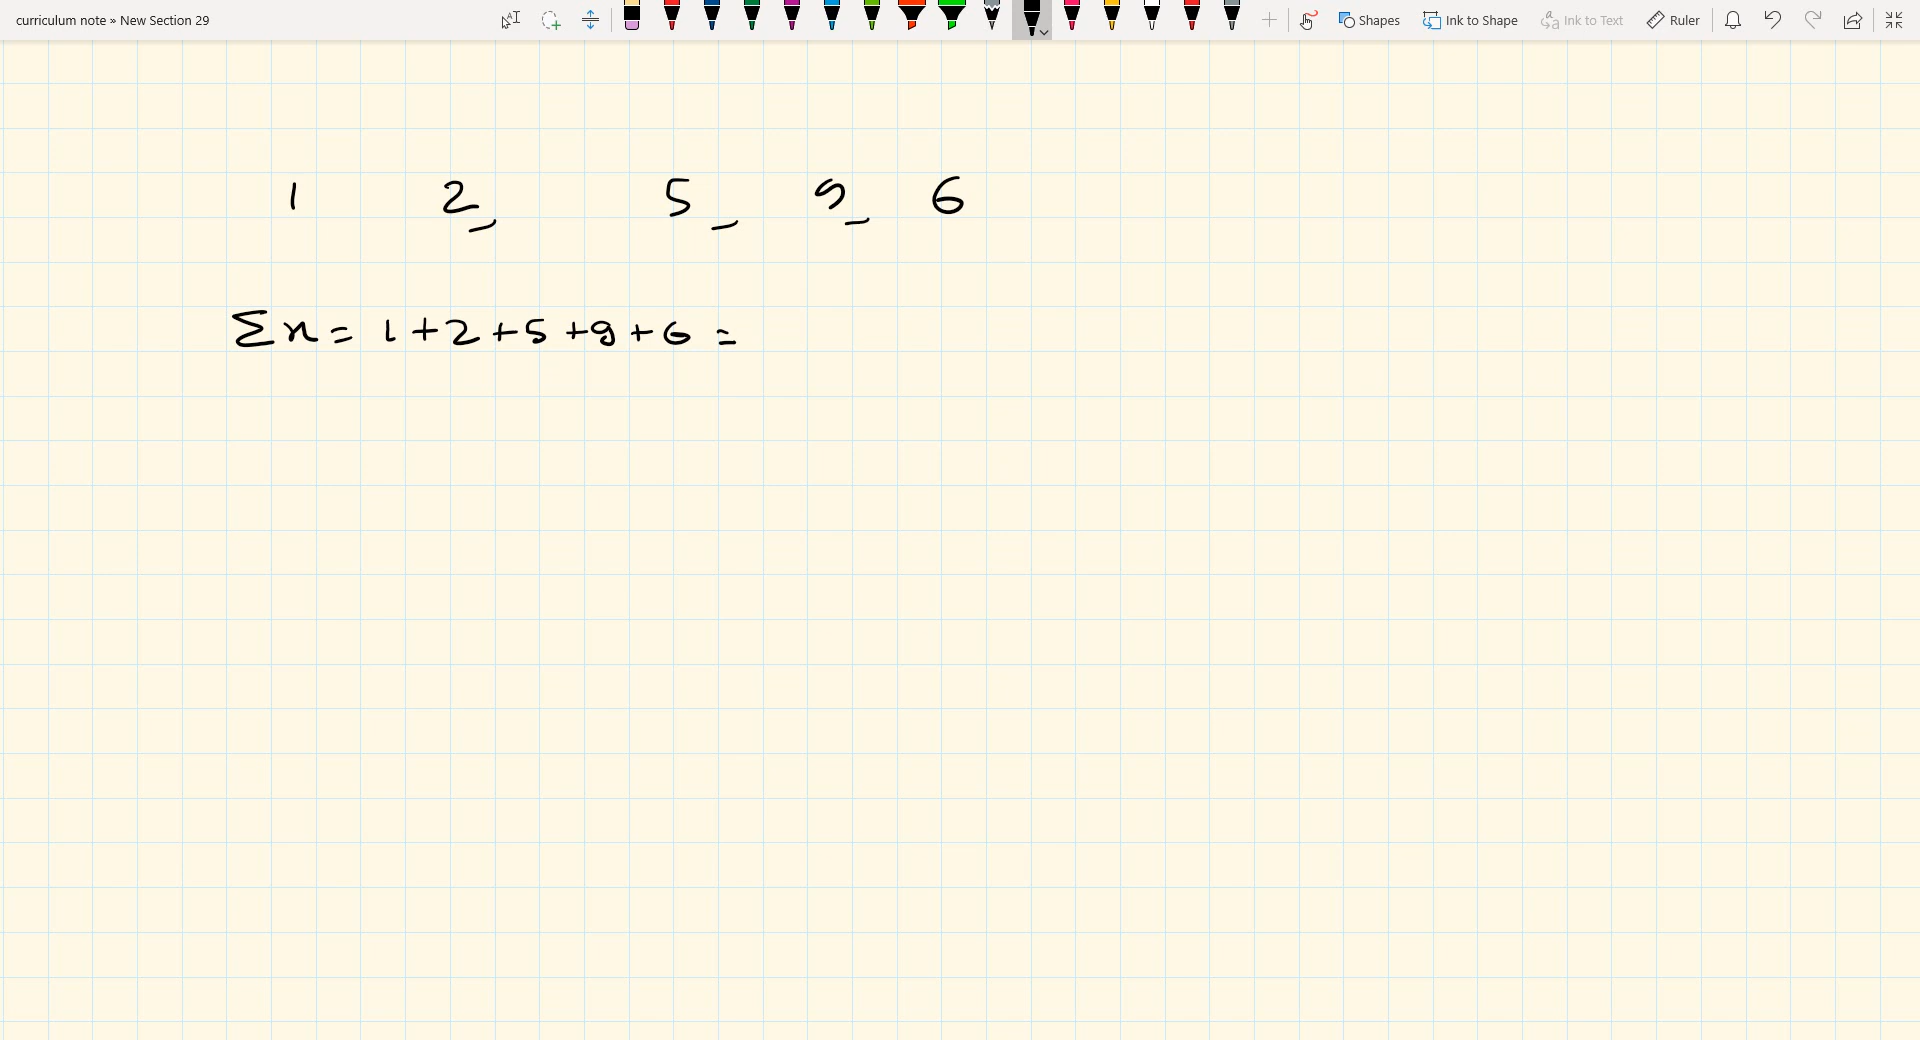 curriculum note » New Section 29
Shapes Ink to Shape Ink to Text Ruler
1 2, 5, 9, 6
∑x = 1+2+5+9+6 =